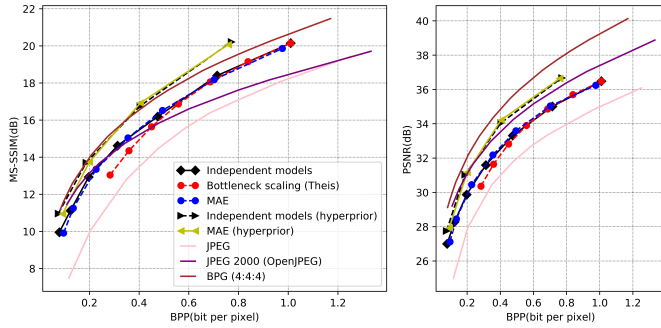 22
20
18
16
14
12
10
8
MS-SSIM(dB)
Independent models
Bottleneck scaling (Theis)
MAE
Independent models (hyperprior)
MAE (hyperprior)
JPEG
JPEG 2000 (OpenJPEG)
BPG (4:4:4)
0.2 0.4 0.6 0.8 1.0 1.2
BPP(bit per pixel)
40
38
36
34
32
30
28
26
PSNR(dB)
0.2 0.4 0.6 0.8 1.0 1.2
BPP(bit per pixel)